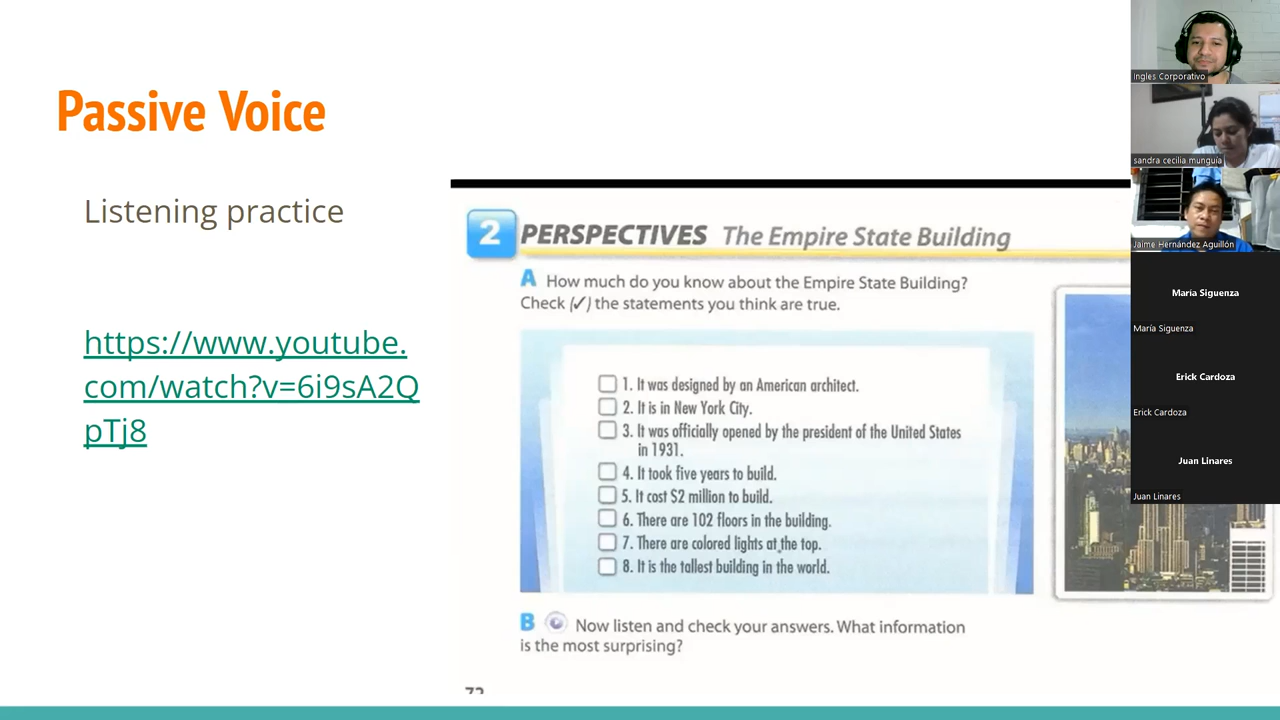 Passive Voice
Listening practice
https://www.youtube.
com/watch?v=6i9sA2Q
pTj8
2 PERSPECTIVES The Empire State Building
A How much do you know about the Empire State Building?
Check (✓) the statements you think are true.
1. It was designed by an American architect.
2. It is in New York City.
3. It was officially opened by the president of the United States
in 1931.
4. It took five years to build.
5. It cost $2 million to build.
6. There are 102 floors in the building.
7. There are colored lights at the top.
8. It is the tallest building in the world.
B Now listen and check your answers. What information
is the most surprising?
Ingles Corporativo
sandra cecilia munguía
Jaime Hernández Aguillón
Maria Siguenza
María Siguenza
Erick Cardoza
Erick Cardoza
Juan Linares
Juan Linares